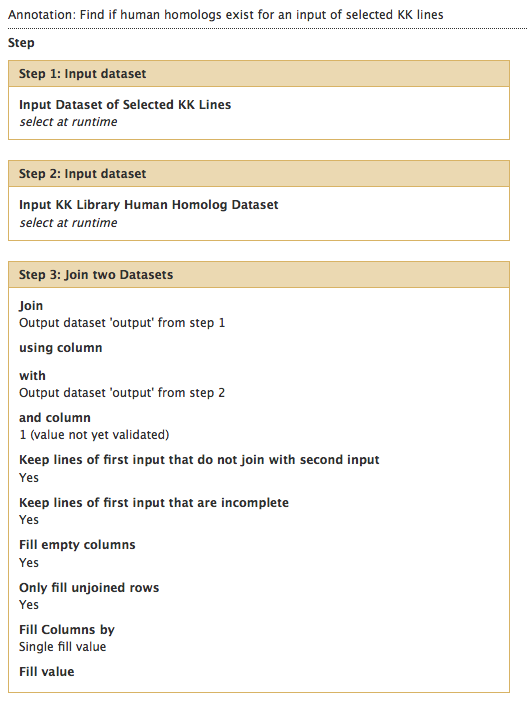 Annotation: Find if human homologs exist for an input of selected KK lines
Step
Step 1: Input dataset
Input Dataset of Selected KK Lines
select at runtime
Step 2: Input dataset
Input KK Library Human Homolog Dataset
select at runtime
Step 3: Join two Datasets
Join
Output dataset 'output' from step 1
using column
with
Output dataset 'output' from step 2
and column
1 (value not yet validated)
Keep lines of first input that do not join with second input
Yes
Keep lines of first input that are incomplete
Yes
Fill empty columns
Yes
Only fill unjoined rows
Yes
Fill Columns by
Single fill value
Fill value